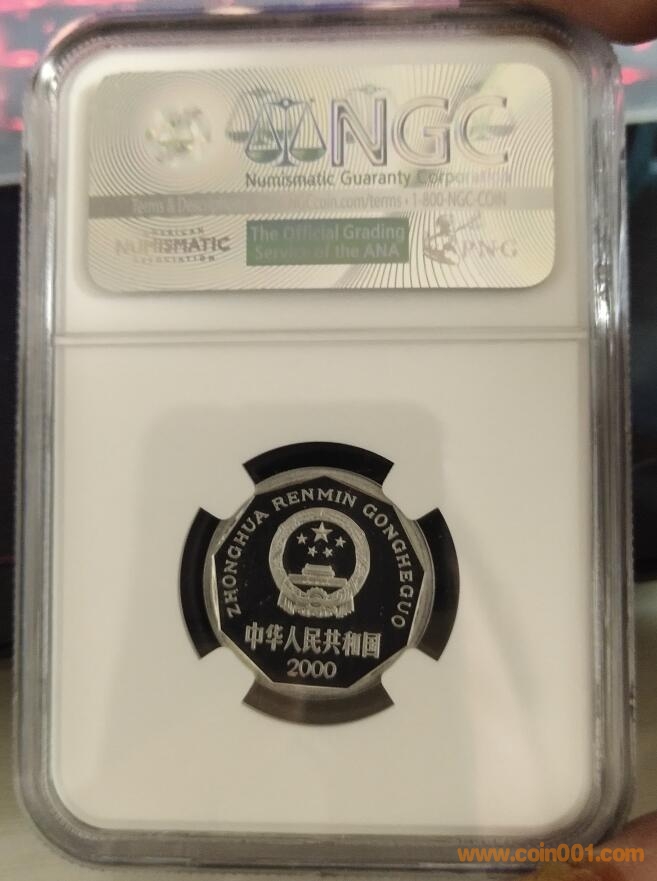 NGC
Numismatic Guaranty Corporation
Terms & Descriptions NGCcoin.com/terms • 1-800-NGC-COIN
AMERICAN
NUMISMATIC
ASSOCIATION
The Official Grading
Service of the ANA
PNG
ZHONGHUA RENMIN GONGHEGUO
中华人民共和国
2000
www.coin001.com